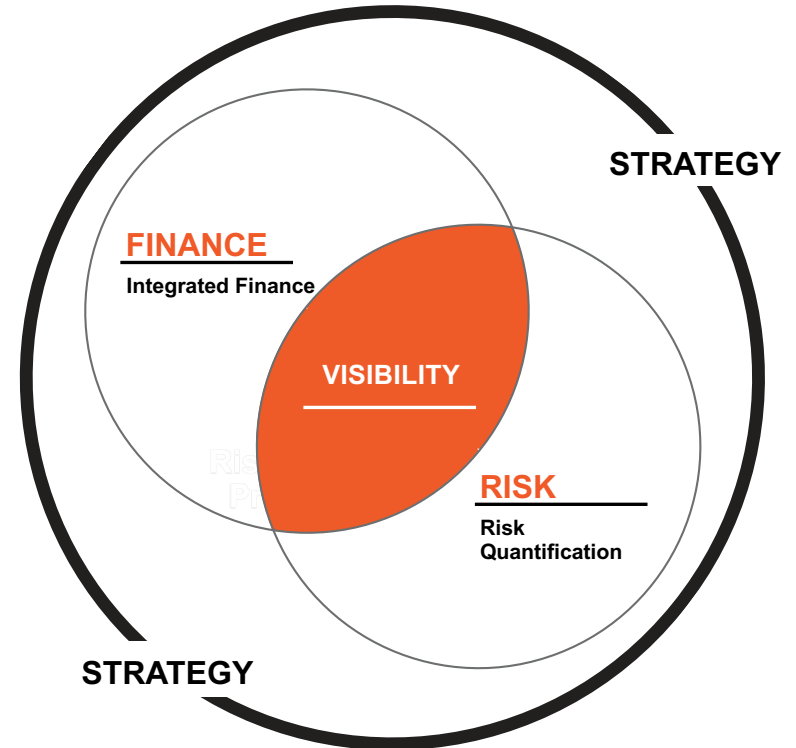 STRATEGY
FINANCE
Integrated Finance
VISIBILITY
RISK
Risk
Quantification
STRATEGY